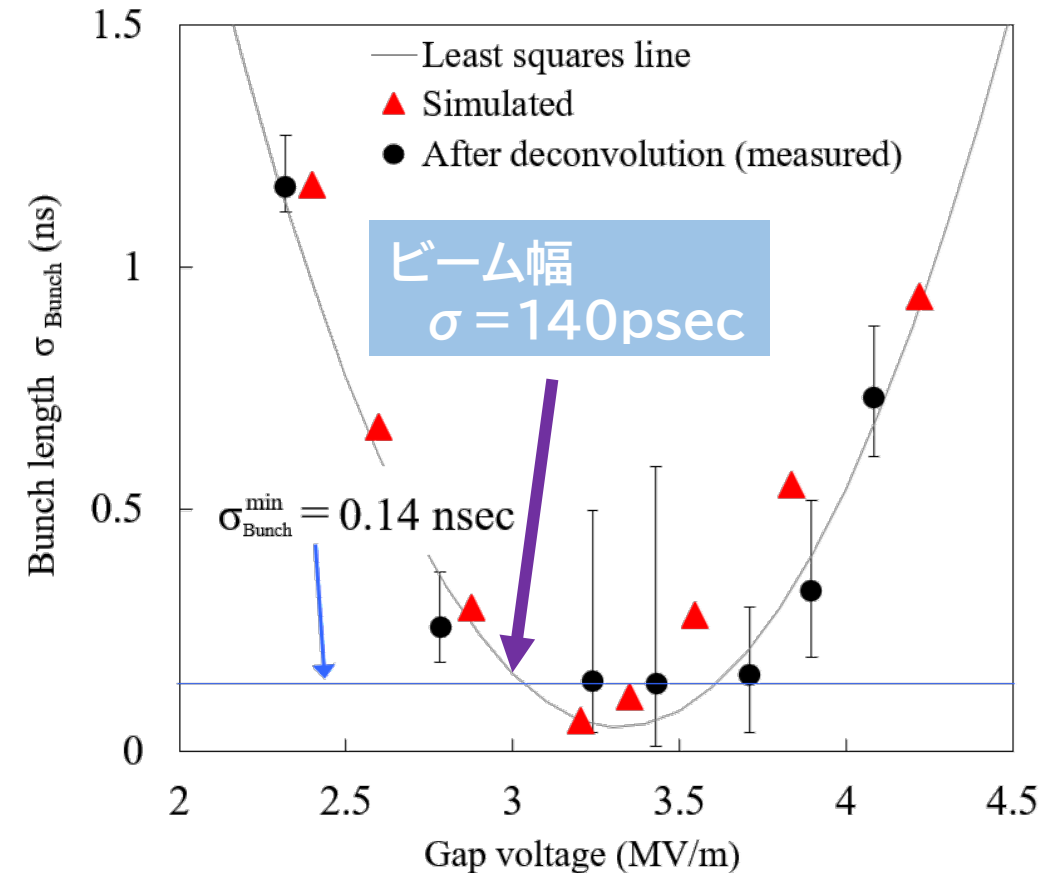 1.5
1
0.5
0
Bunch length σ Bunch (ns)
Least squares line
Simulated
After deconvolution (measured)
ビーム幅
σ=140psec
σ min Bunch = 0.14 nsec
2 2.5 3 3.5 4 4.5
Gap voltage (MV/m)